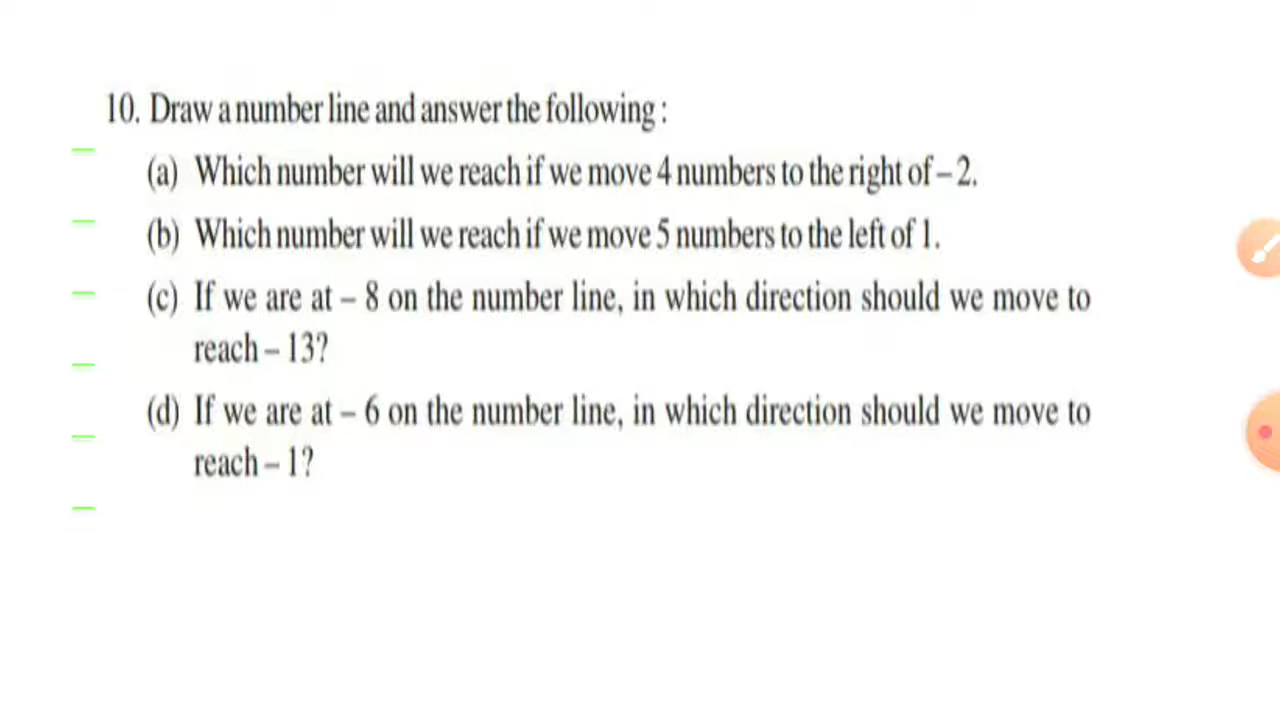 10. Draw a number line and answer the following :
(a) Which number will we reach if we move 4 numbers to the right of – 2.
(b) Which number will we reach if we move 5 numbers to the left of 1.
(c) If we are at – 8 on the number line, in which direction should we move to
reach – 13?
(d) If we are at – 6 on the number line, in which direction should we move to
reach – 1?